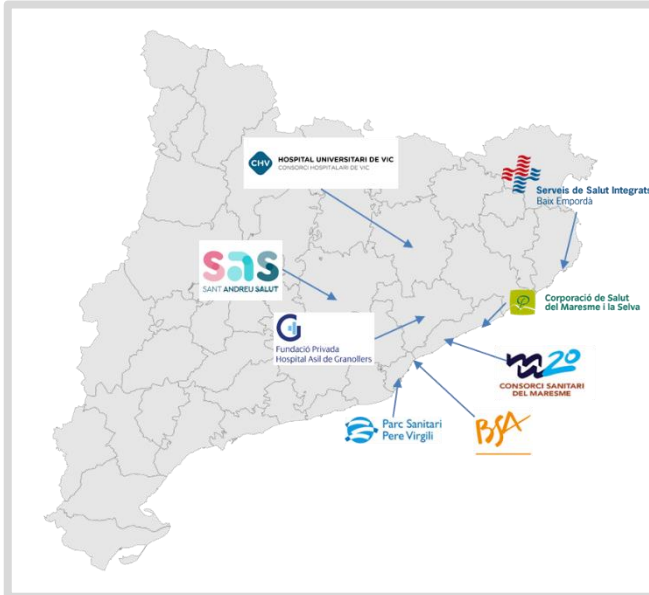 CHV
HOSPITAL UNIVERSITARI DE VIC
CONSORCI HOSPITALARI DE VIC
Serveis de Salut Integrats
Baix Empordà
sas
SANT ANDREU SALUT
Corporació de Salut
del Maresme i la Selva
Fundació Privada
Hospital Asil de Granollers
m20
CONSORCI SANITARI
DEL MARESME
Parc Sanitari
Pere Virgili
BSA